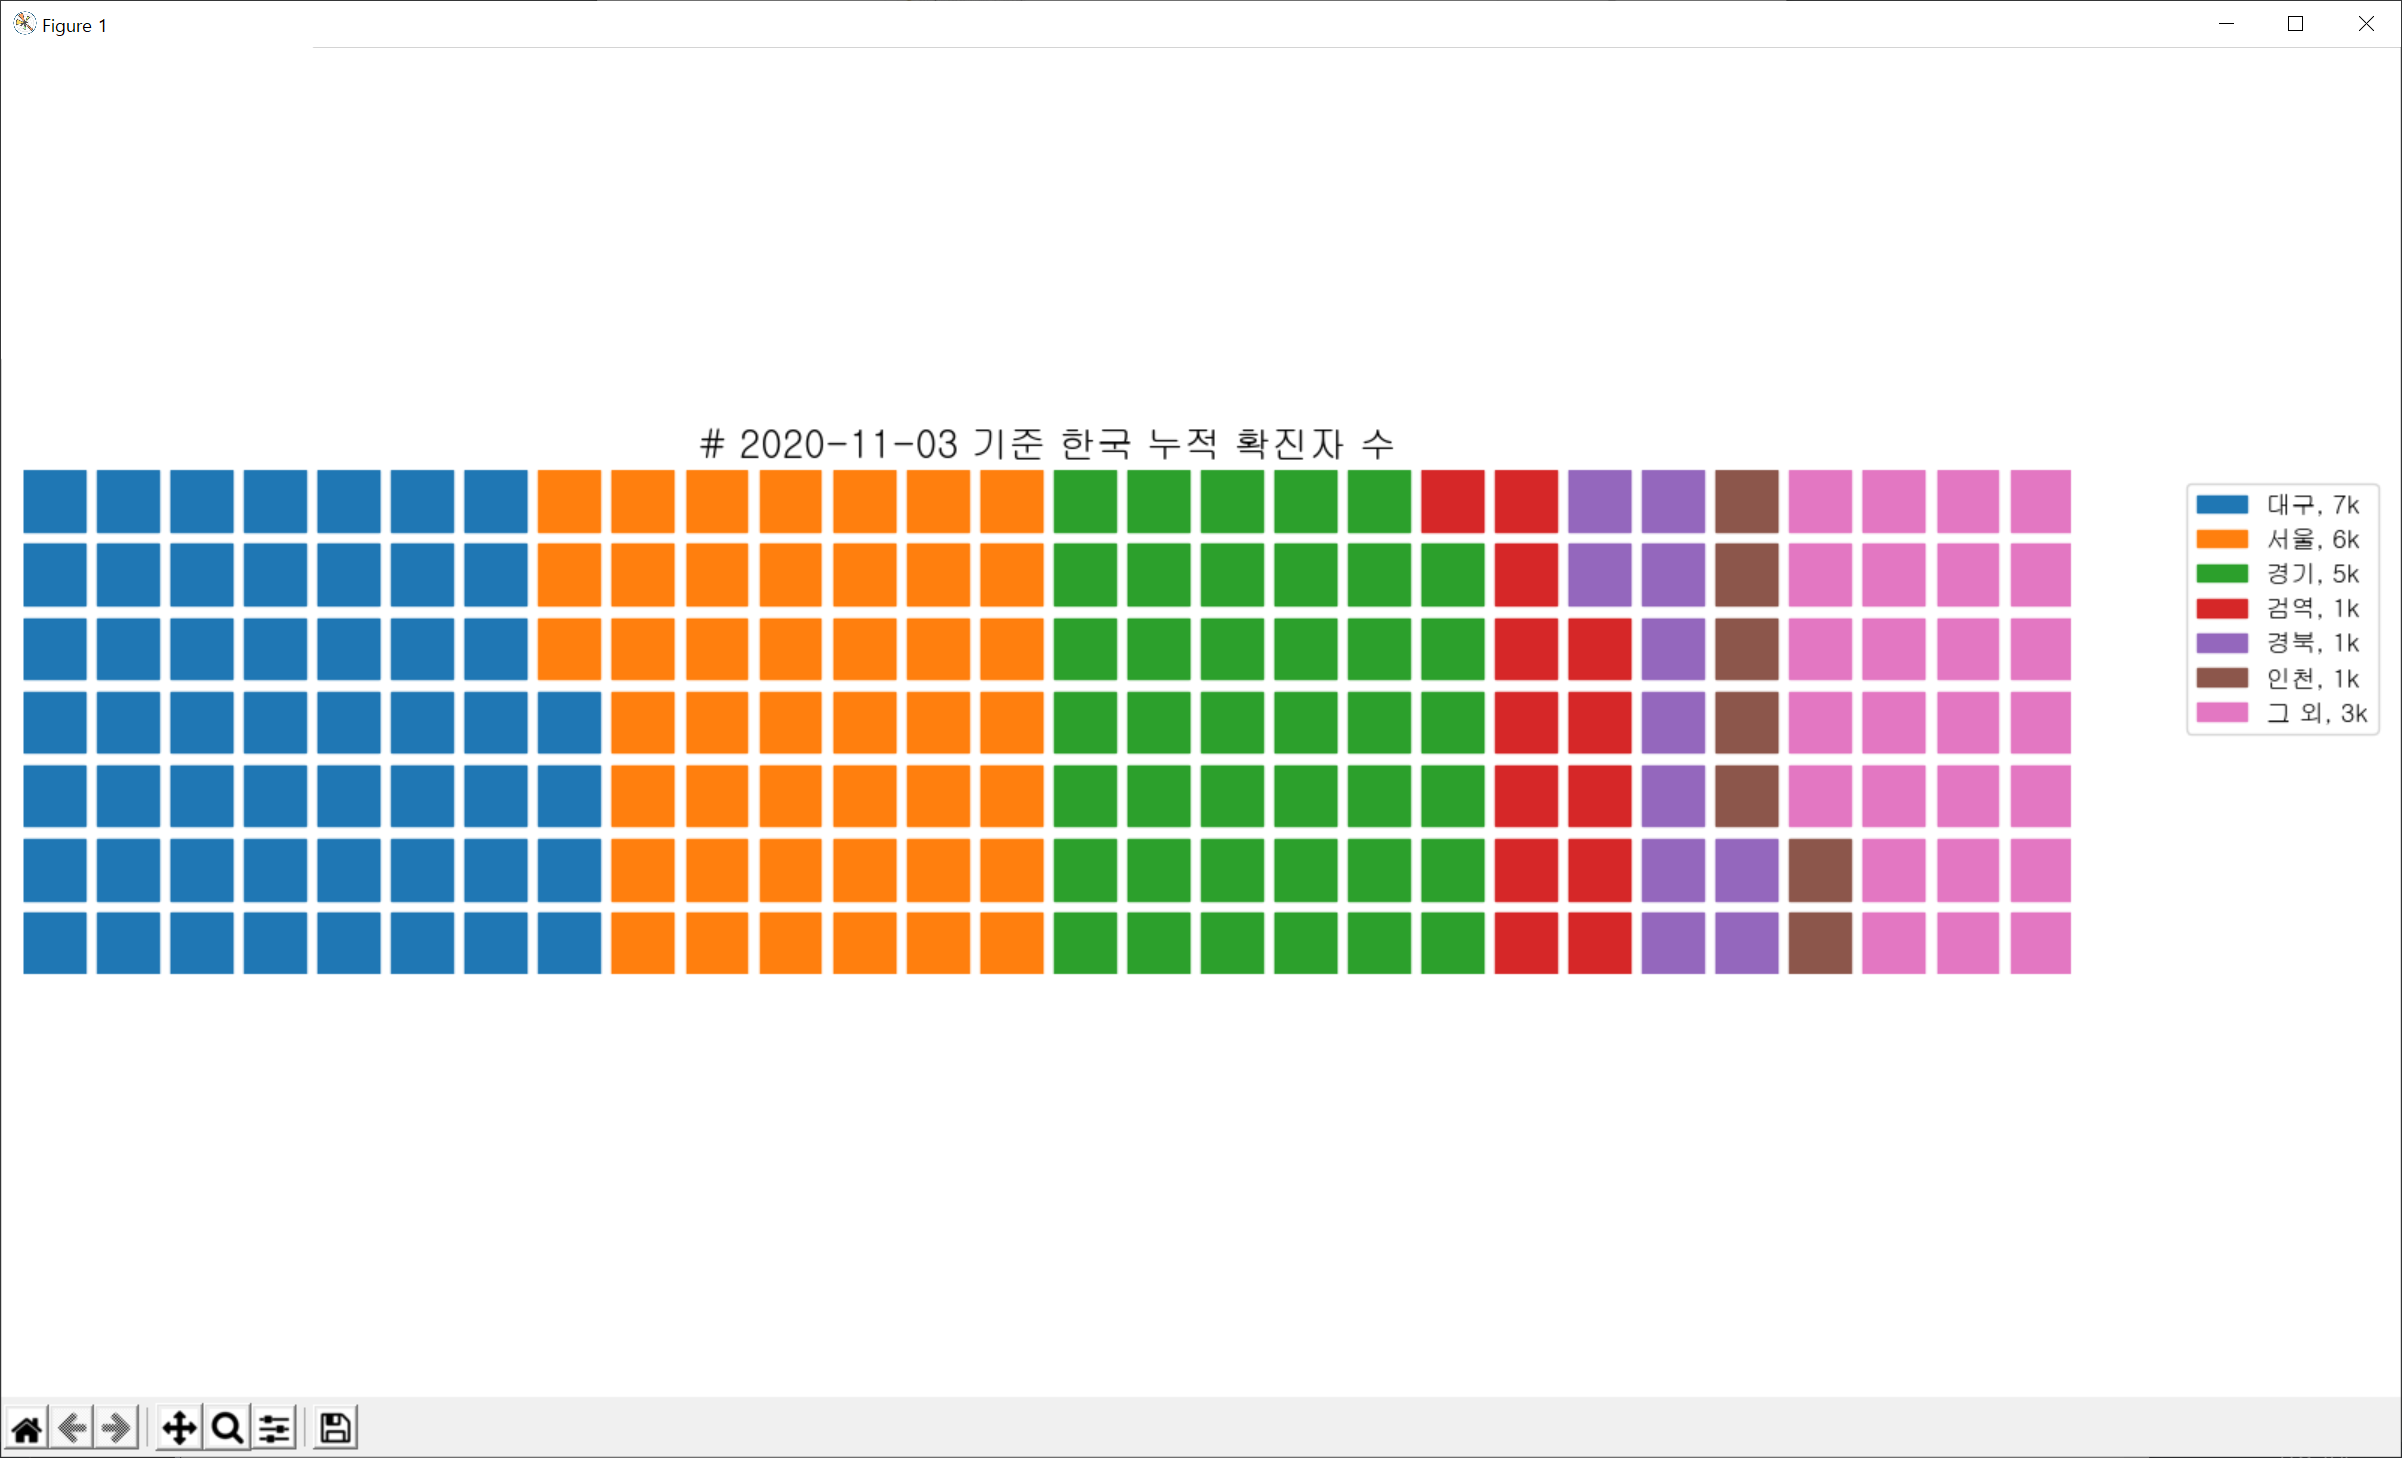 Figure 1
# 2020-11-03 기준 한국 누적 확진자 수
대구, 7k
서울, 6k
경기, 5k
검역, 1k
경북, 1k
인천, 1k
그 외, 3k